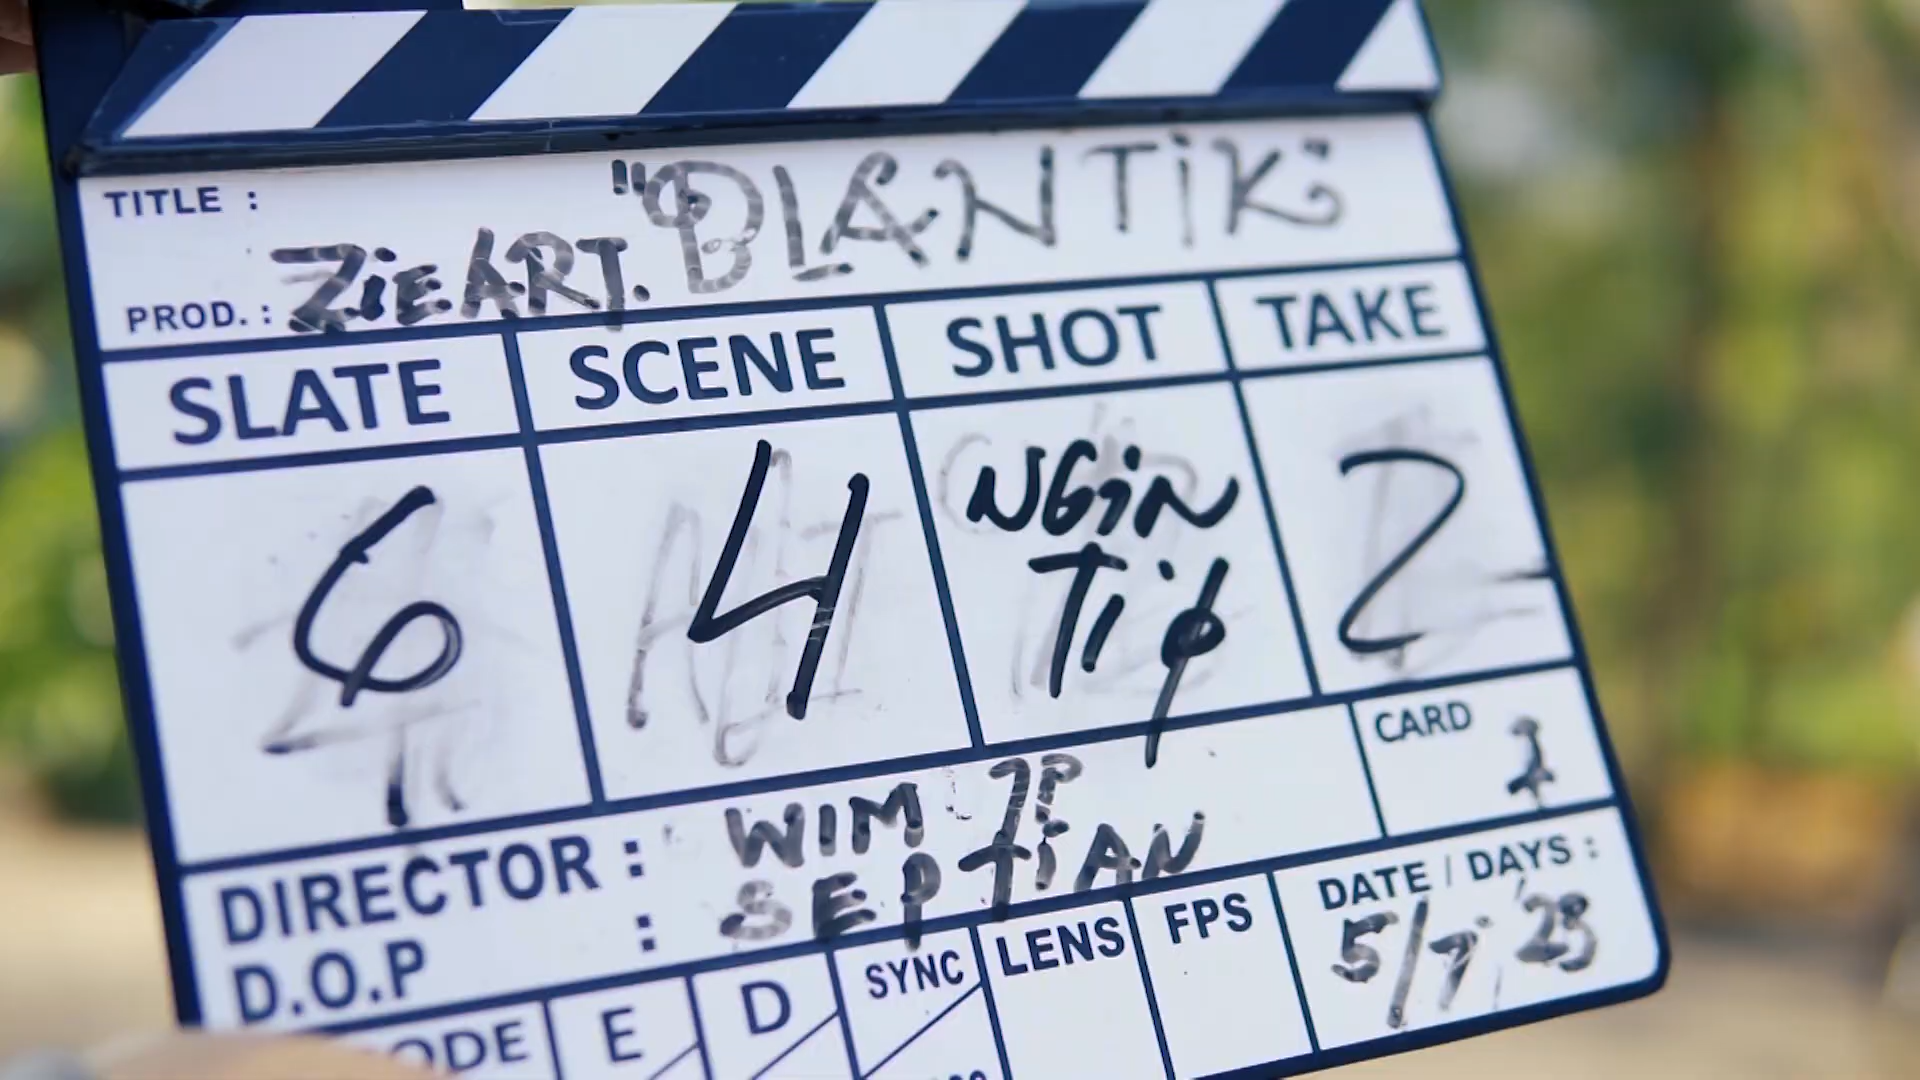 TITLE : "BLANTIK"
PROD. : ZiEART.
SLATE SCENE SHOT TAKE
6 4 NGiN Tip 2
CARD
DIRECTOR : WIM JP
D.O.P : SEPTiAN
DATE / DAYS :
5/7 '23
E D SYNC LENS FPS